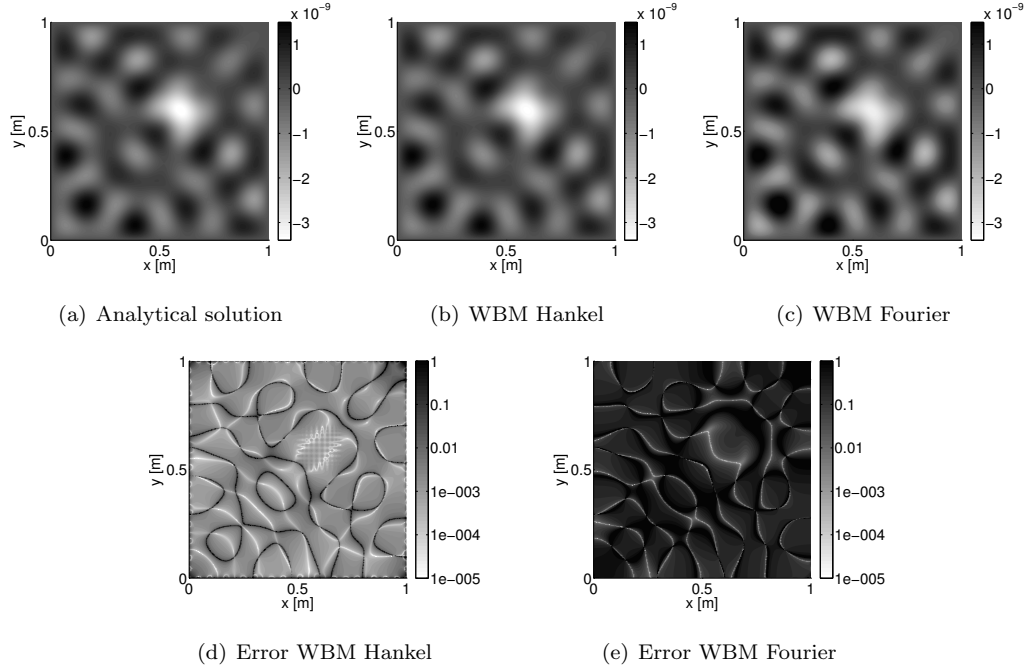 x 10⁻⁹
1
0.5
0
y [m]
0
0.5
1
x [m]
1
0
−1
−2
−3
(a) Analytical solution
x 10⁻⁹
1
0.5
0
y [m]
0
0.5
1
x [m]
1
0
−1
−2
−3
(b) WBM Hankel
x 10⁻⁹
1
0.5
0
y [m]
0
0.5
1
x [m]
1
0
−1
−2
−3
(c) WBM Fourier
1
0.5
0
y [m]
0
0.5
1
x [m]
1
0.1
0.01
1e−003
1e−004
1e−005
(d) Error WBM Hankel
1
0.5
0
y [m]
0
0.5
1
x [m]
1
0.1
0.01
1e−003
1e−004
1e−005
(e) Error WBM Fourier